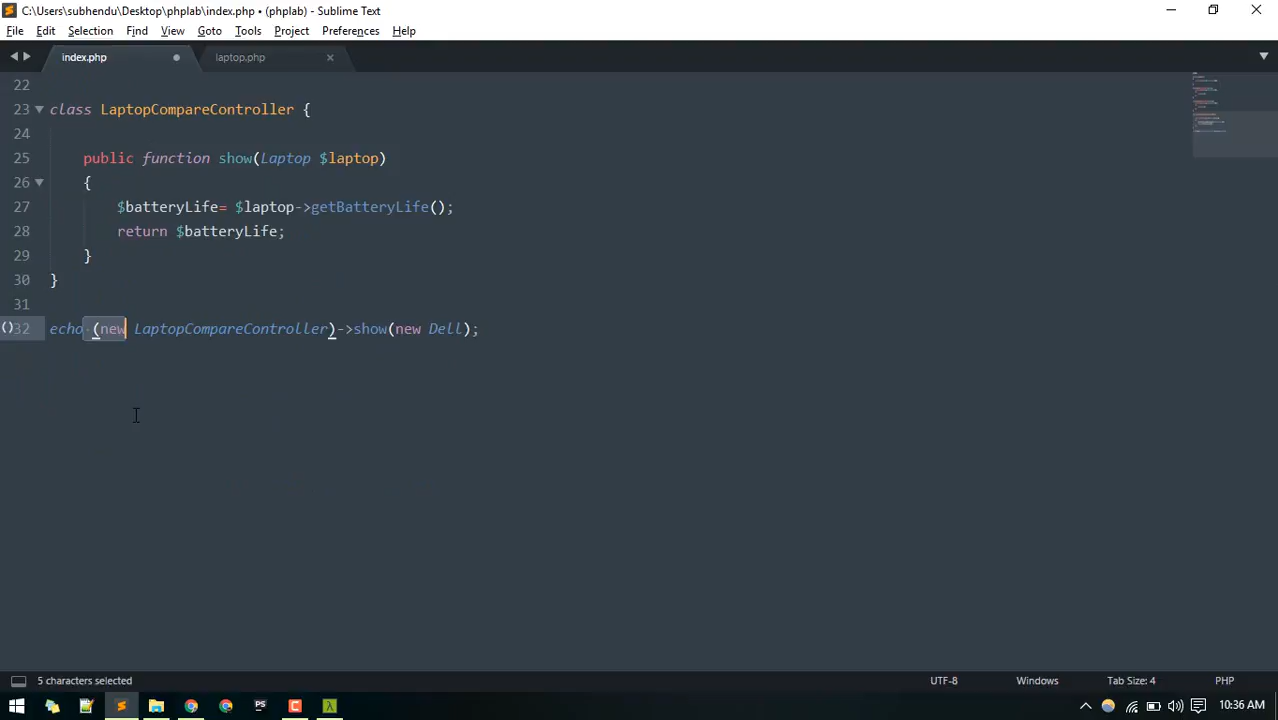 C:\Users\subhendu\Desktop\phplab\index.php • (phplab) - Sublime Text
File Edit Selection Find View Goto Tools Project Preferences Help
index.php laptop.php
22
23 class LaptopCompareController {
24
25 public function show(Laptop $laptop)
26 {
27 $batteryLife= $laptop->getBatteryLife();
28 return $batteryLife;
29 }
30 }
31
32 echo (new LaptopCompareController)->show(new Dell);
5 characters selected UTF-8 Windows Tab Size: 4 PHP
10:36 AM